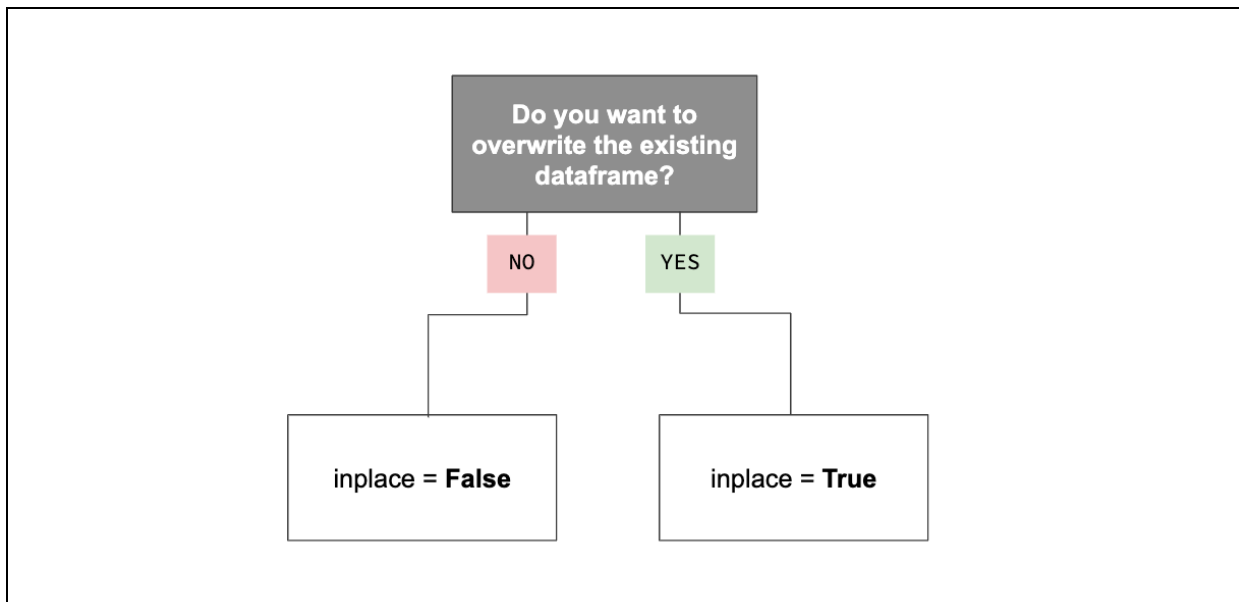 Do you want to
overwrite the existing
dataframe?
NO
YES
inplace = False
inplace = True